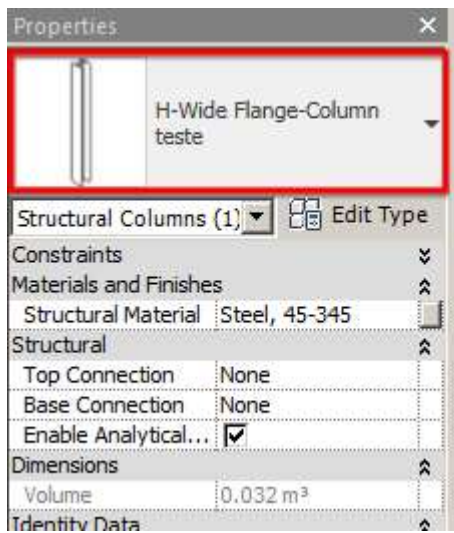 Properties
H-Wide Flange-Column
teste
Structural Columns (1) Edit Type
Constraints
Materials and Finishes
Structural Material Steel, 45-345
Structural
Top Connection None
Base Connection None
Enable Analytical...
Dimensions
Volume 0.032 m³
Identity Data